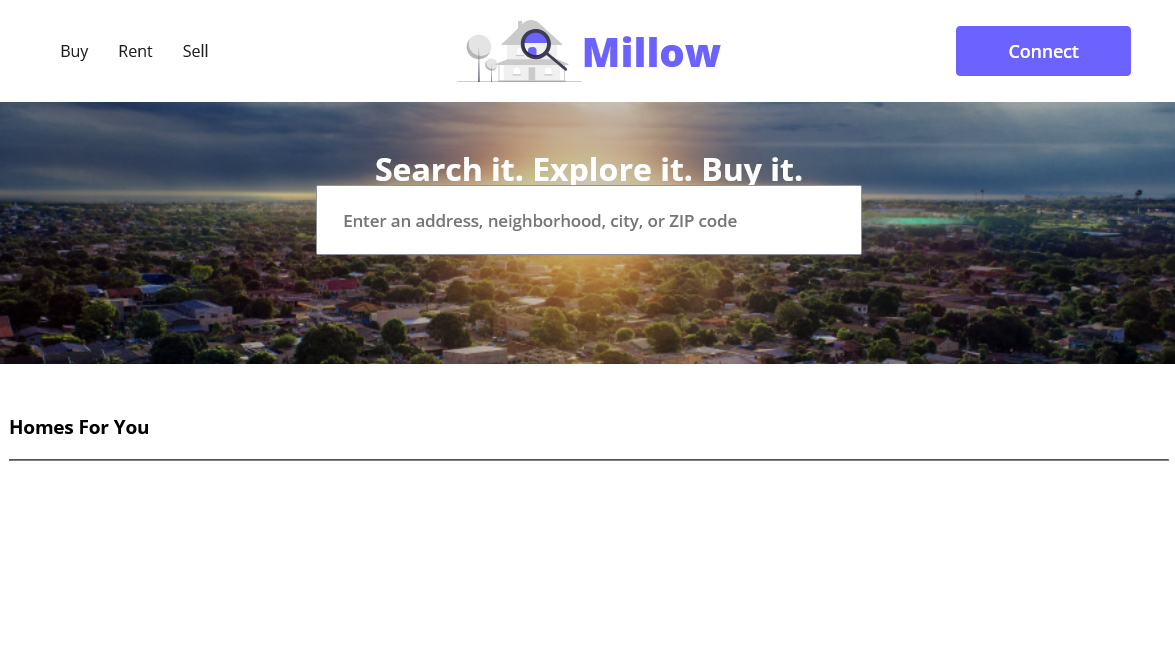 Buy Rent Sell
Millow
Connect
Search it. Explore it. Buy it.
Enter an address, neighborhood, city, or ZIP code
Homes For You